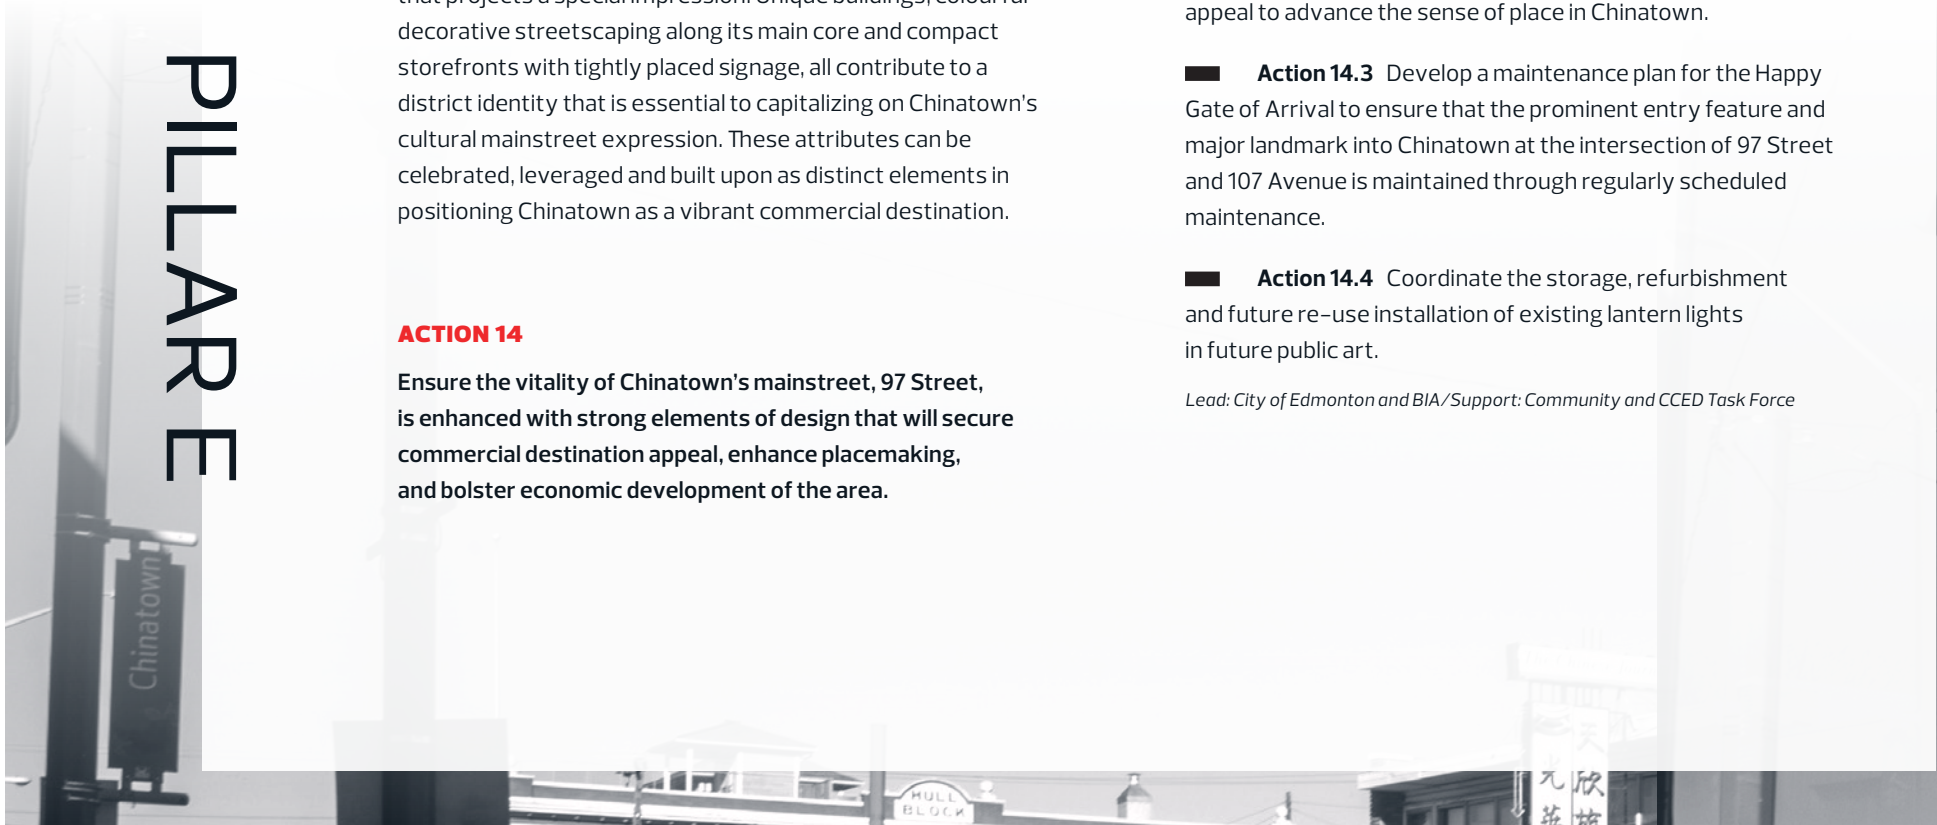 PILLAR E
decorative streetscaping along its main core and compact
storefronts with tightly placed signage, all contribute to a
district identity that is essential to capitalizing on Chinatown's
cultural mainstreet expression. These attributes can be
celebrated, leveraged and built upon as distinct elements in
positioning Chinatown as a vibrant commercial destination.
ACTION 14
Ensure the vitality of Chinatown's mainstreet, 97 Street,
is enhanced with strong elements of design that will secure
commercial destination appeal, enhance placemaking,
and bolster economic development of the area.
appeal to advance the sense of place in Chinatown.
Action 14.3 Develop a maintenance plan for the Happy
Gate of Arrival to ensure that the prominent entry feature and
major landmark into Chinatown at the intersection of 97 Street
and 107 Avenue is maintained through regularly scheduled
maintenance.
Action 14.4 Coordinate the storage, refurbishment
and future re-use installation of existing lantern lights
in future public art.
Lead: City of Edmonton and BIA/Support: Community and CCED Task Force
Chinatown
HULL
BLOCK
天
光 欣
華